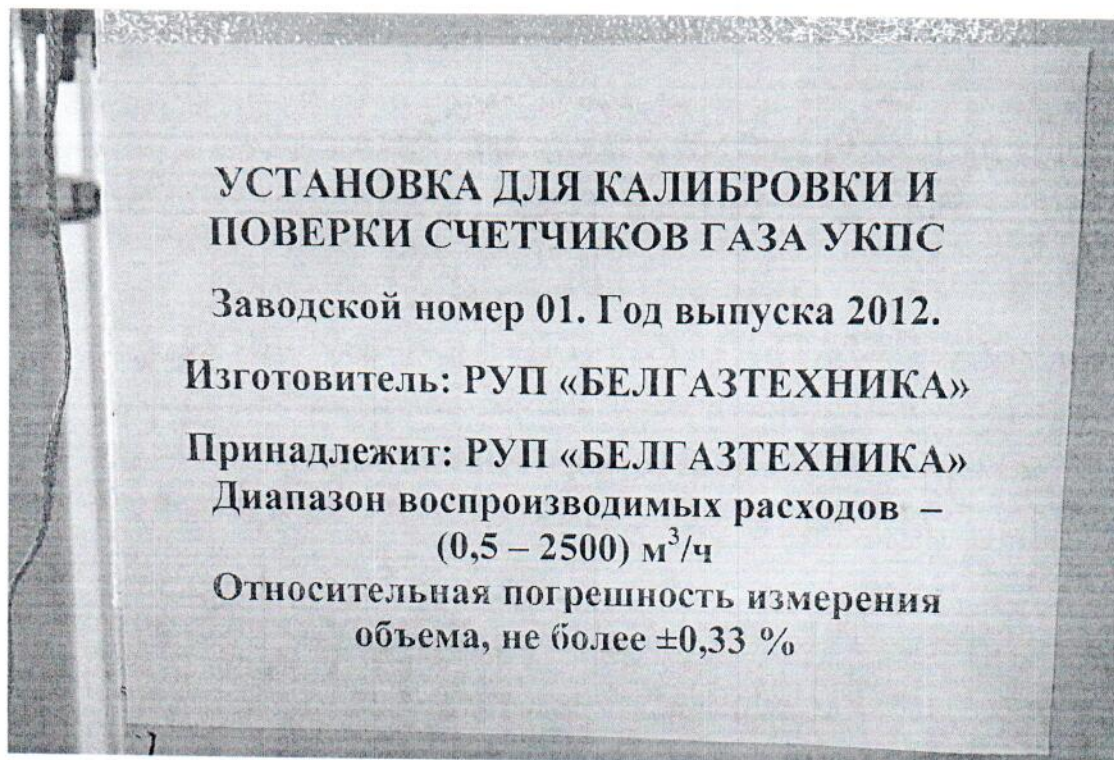 УСТАНОВКА ДЛЯ КАЛИБРОВКИ И
ПОВЕРКИ СЧЕТЧИКОВ ГАЗА УКПС
Заводской номер 01. Год выпуска 2012.
Изготовитель: РУП «БЕЛГАЗТЕХНИКА»
Принадлежит: РУП «БЕЛГАЗТЕХНИКА»
Диапазон воспроизводимых расходов –
(0,5 – 2500) м³/ч
Относительная погрешность измерения
объема, не более ±0,33 %